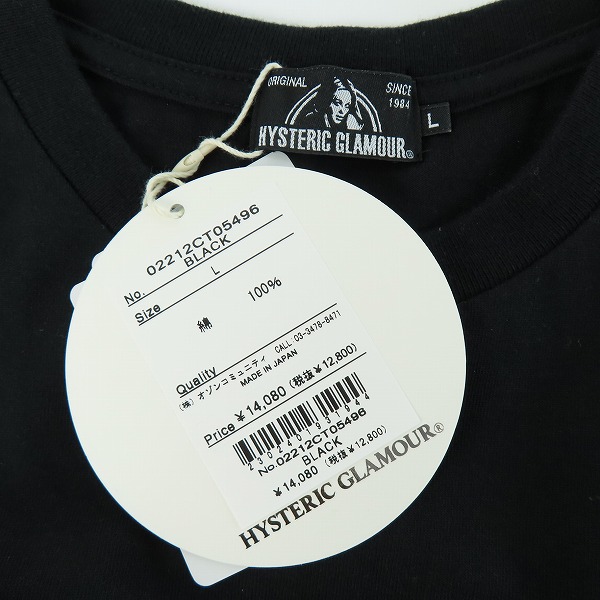 ORIGINAL SINCE 1984
HYSTERIC GLAMOUR®
L
No. 02212CT05496
BLACK
Size L
綿 100%
Quality
(株) オゾンコミュニティ CALL:03-3478-8471
MADE IN JAPAN
Price ¥14,080 (税抜¥12,800)
230240 931944
No.02212CT05496
BLACK
¥14,080 (税抜¥12,800)
HYSTERIC GLAMOUR®